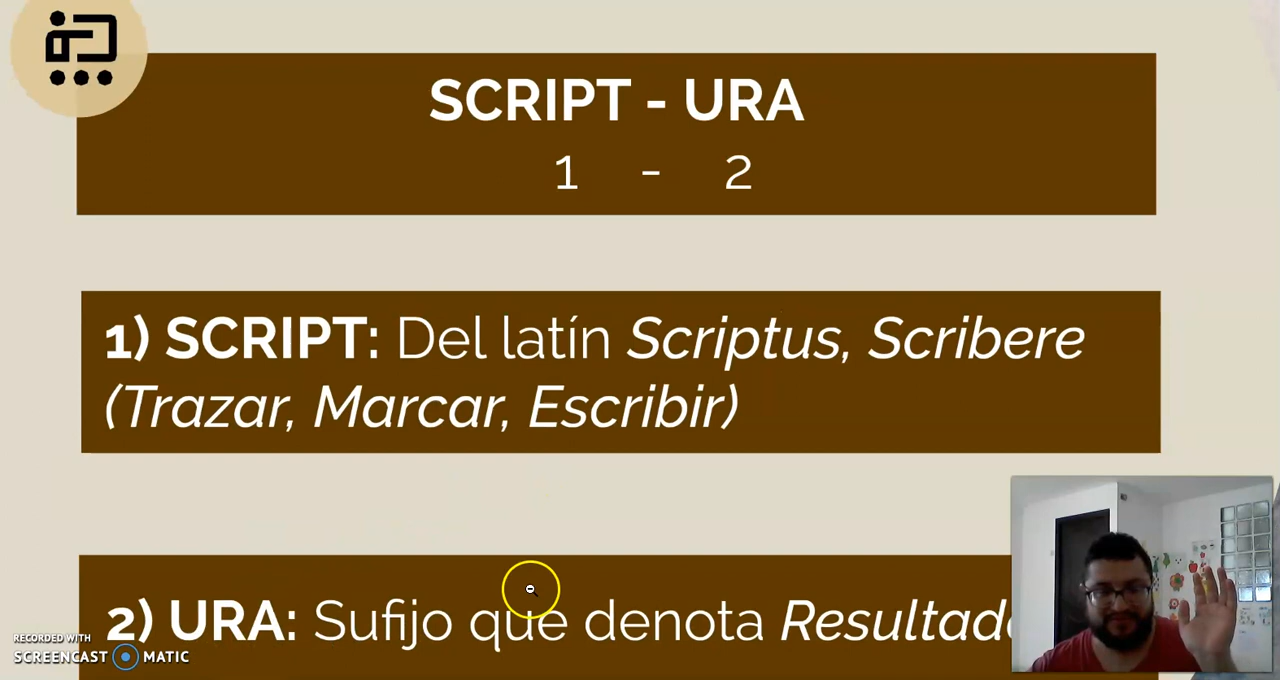 SCRIPT - URA
1 - 2
1) SCRIPT: Del latín Scriptus, Scribere
(Trazar, Marcar, Escribir)
2) URA: Sufijo que denota
RECORDED WITH
SCREENCAST MATIC